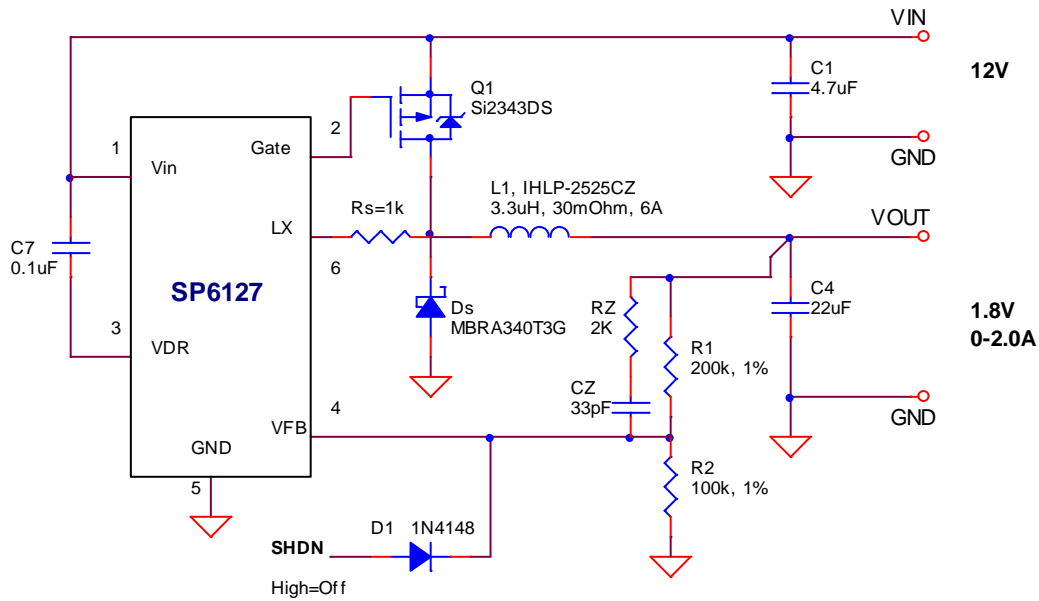 VIN
12V
C1
4.7uF
GND
Q1
Si2343DS
1
Vin
2
Gate
L1, IHLP-2525CZ
3.3uH, 30mOhm, 6A
VOUT
Rs=1k
LX
6
C7
0.1uF
SP6127
Ds
MBRA340T3G
RZ
2K
C4
22uF
1.8V
0-2.0A
3
VDR
R1
200k, 1%
CZ
33pF
GND
4
VFB
GND
5
R2
100k, 1%
D1 1N4148
SHDN
High=Off